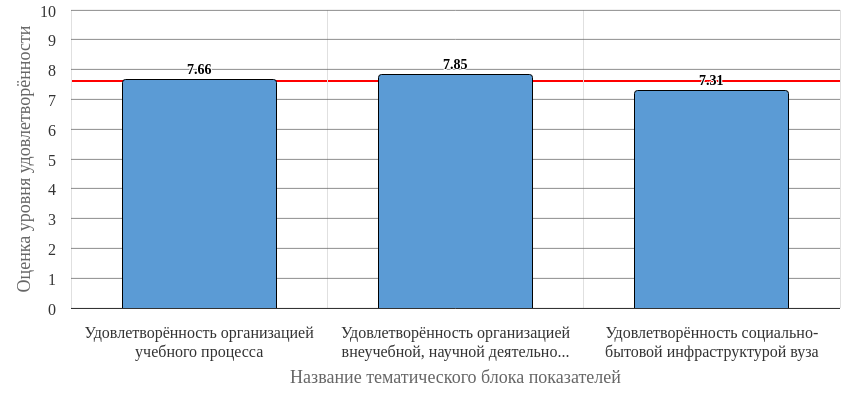 Оценка уровня удовлетворённости
10
9
8
7
6
5
4
3
2
1
0
7.66
7.85
7.31
Удовлетворённость организацией
учебного процесса
Удовлетворённость организацией
внеучебной, научной деятельно...
Удовлетворённость социально-
бытовой инфраструктурой вуза
Название тематического блока показателей